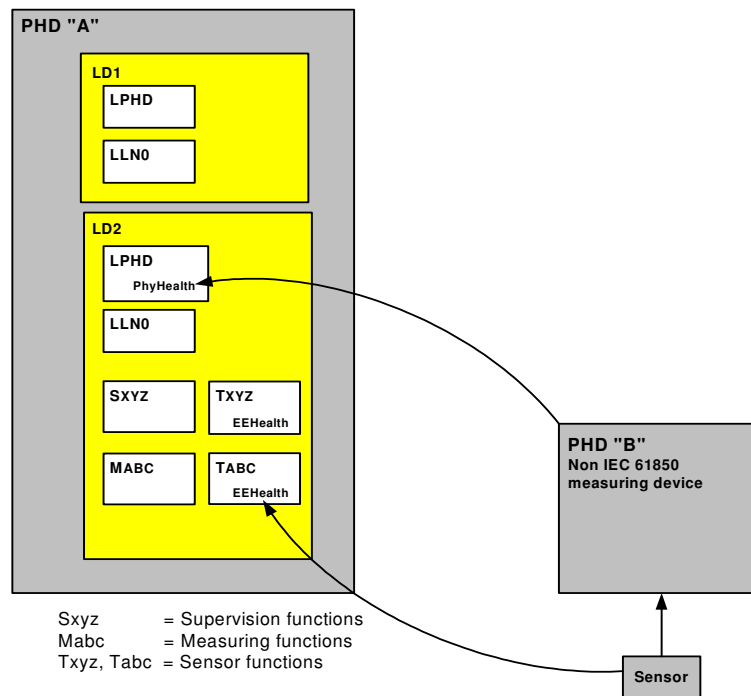 PHD "A"
LD1
LPHD
LLN0
LD2
LPHD
PhyHealth
LLN0
SXYZ
TXYZ
EEHealth
MABC
TABC
EEHealth
PHD "B"
Non IEC 61850
measuring device
Sensor
Sxyz = Supervision functions
Mabc = Measuring functions
Txyz, Tabc = Sensor functions